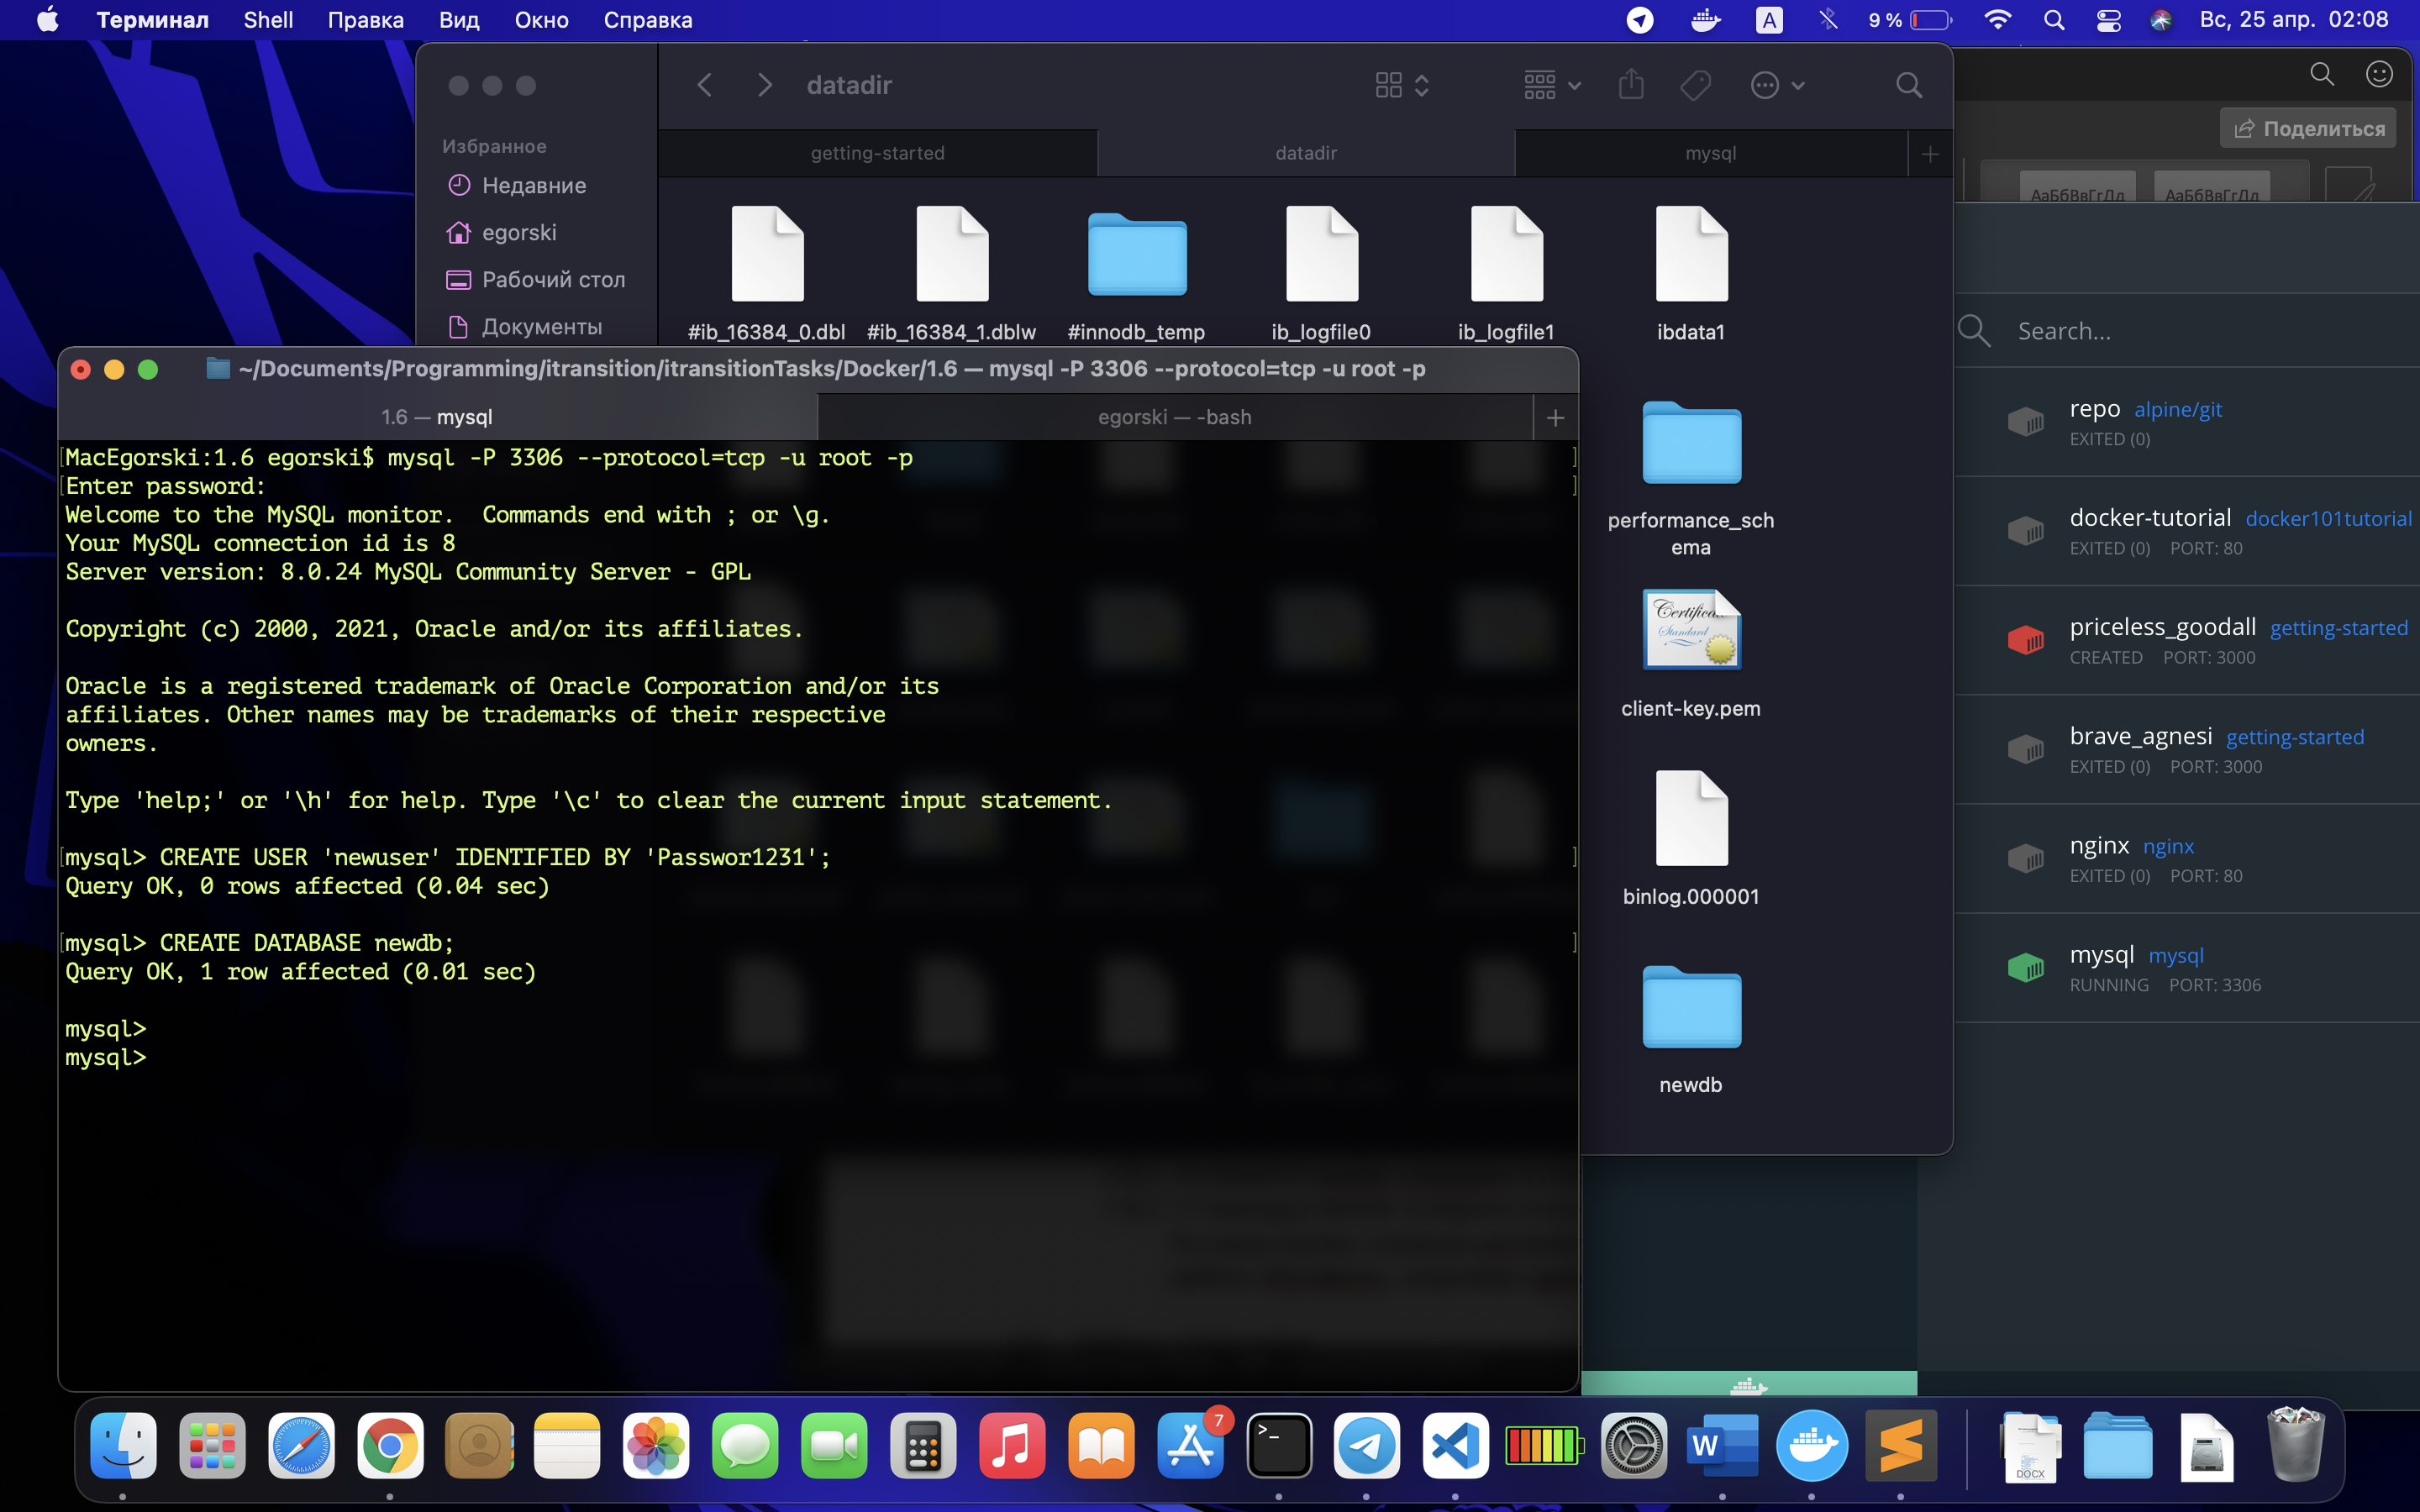 Терминал Shell Правка Вид Окно Справка
A 9 % Вс, 25 апр. 02:08
datadir
getting-started datadir mysql
Избранное
Недавние
egorski
Рабочий стол
Документы
#ib_16384_0.dbl #ib_16384_1.dblw #innodb_temp ib_logfile0 ib_logfile1 ibdata1
performance_sch
ema
Certifica
Standard
client-key.pem
binlog.000001
newdb
Поделиться
АаБбВвГгДд АаБбВвГгДд
~/Documents/Programming/itransition/itransitionTasks/Docker/1.6 — mysql -P 3306 --protocol=tcp -u root -p
1.6 — mysql egorski — -bash
MacEgorski:1.6 egorski$ mysql -P 3306 --protocol=tcp -u root -p
Enter password:
Welcome to the MySQL monitor.  Commands end with ; or \g.
Your MySQL connection id is 8
Server version: 8.0.24 MySQL Community Server - GPL
Copyright (c) 2000, 2021, Oracle and/or its affiliates.
Oracle is a registered trademark of Oracle Corporation and/or its
affiliates. Other names may be trademarks of their respective
owners.
Type 'help;' or '\h' for help. Type '\c' to clear the current input statement.
mysql> CREATE USER 'newuser' IDENTIFIED BY 'Passwor1231';
Query OK, 0 rows affected (0.04 sec)
mysql> CREATE DATABASE newdb;
Query OK, 1 row affected (0.01 sec)
mysql>
mysql>
Search...
repo alpine/git
EXITED (0)
docker-tutorial docker101tutorial
EXITED (0) PORT: 80
priceless_goodall getting-started
CREATED PORT: 3000
brave_agnesi getting-started
EXITED (0) PORT: 3000
nginx nginx
EXITED (0) PORT: 80
mysql mysql
RUNNING PORT: 3306
7
>_
W
DOCX